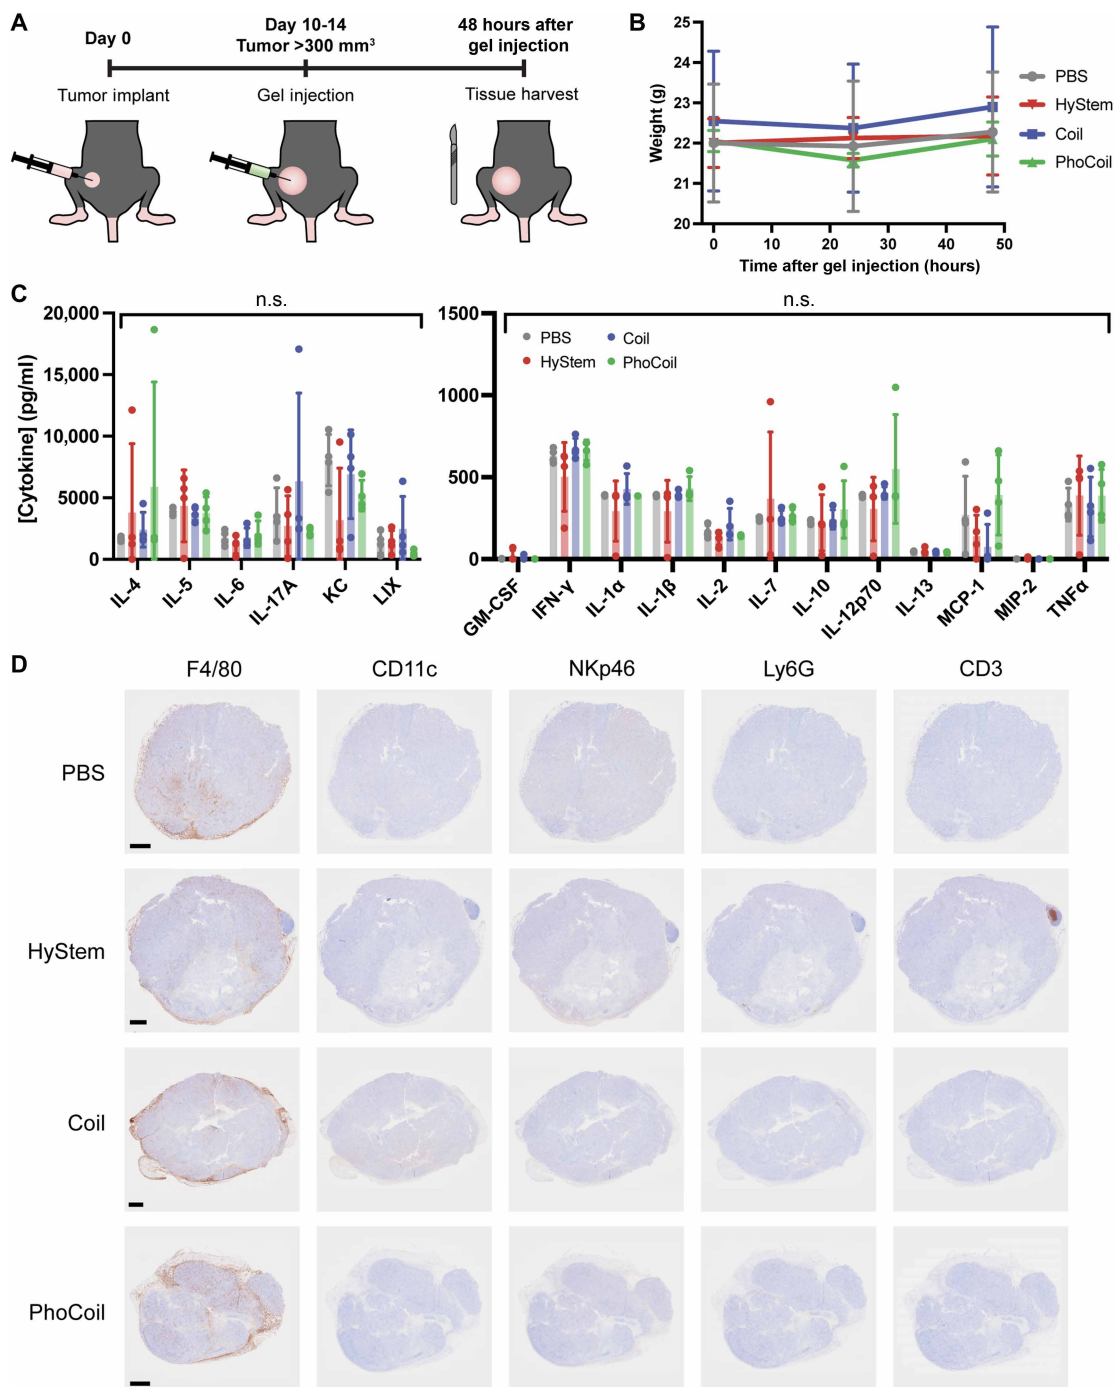 A
Day 0
Day 10-14
Tumor >300 mm³
48 hours after
gel injection
Tumor implant
Gel injection
Tissue harvest
B
25
24
23
22
21
20
Weight (g)
0
10
20
30
40
50
Time after gel injection (hours)
PBS
HyStem
Coil
PhoCoil
C
n.s.
[Cytokine] (pg/ml)
20,000
15,000
10,000
5000
0
IL-4
IL-5
IL-6
IL-17A
KC
LIX
n.s.
1500
1000
500
0
PBS
Coil
HyStem
PhoCoil
GM-CSF
IFN-γ
IL-1α
IL-1β
IL-2
IL-7
IL-10
IL-12p70
IL-13
MCP-1
MIP-2
TNFα
D
F4/80
CD11c
NKp46
Ly6G
CD3
PBS
HyStem
Coil
PhoCoil